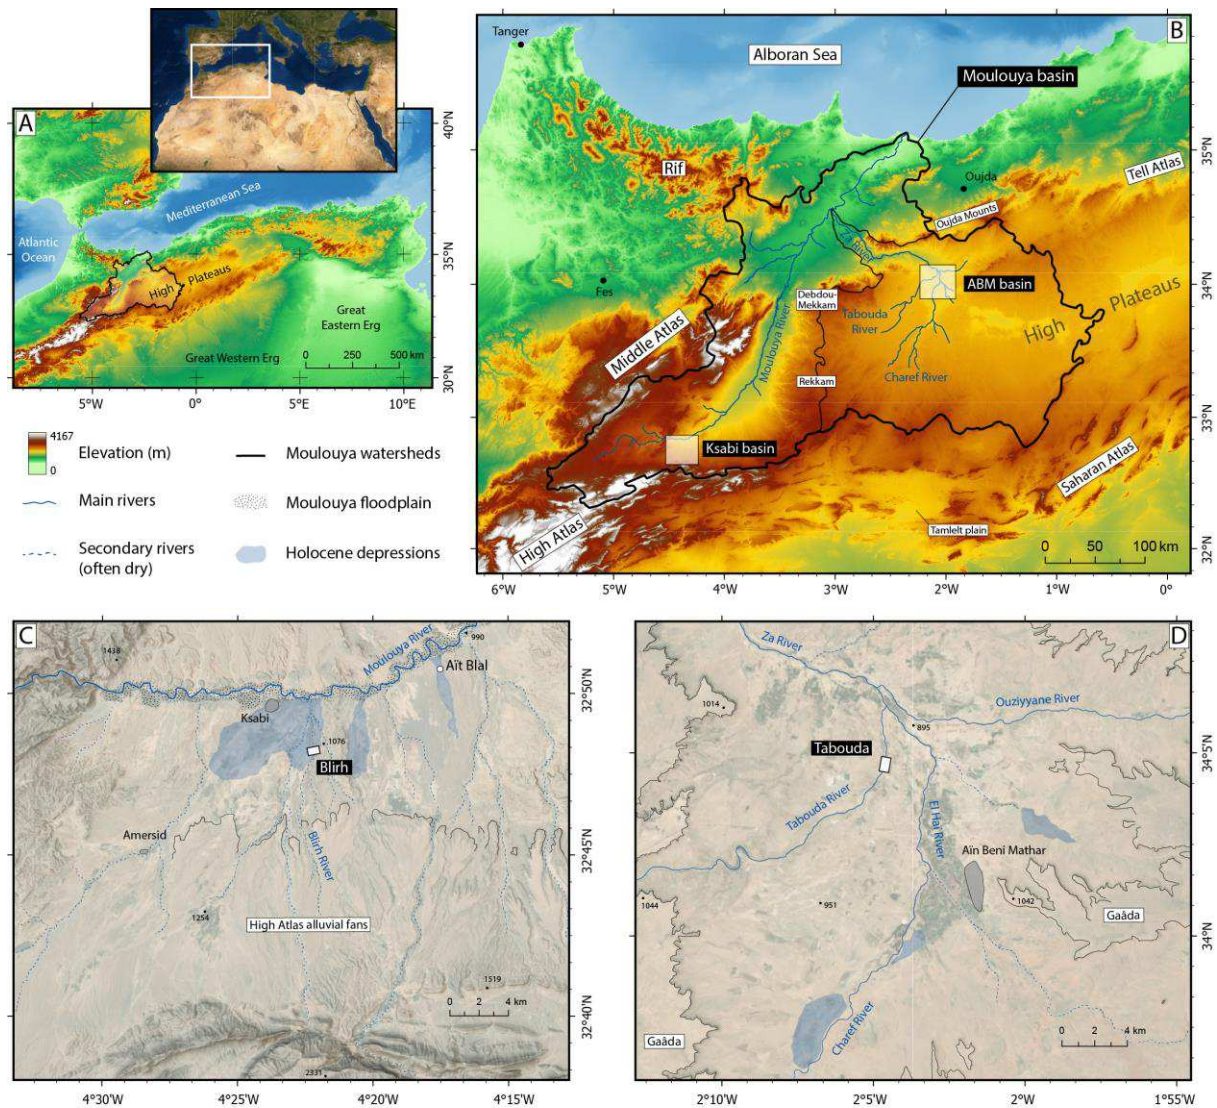 A
Mediterranean Sea
Atlantic
Ocean
High
Plateaus
Great
Eastern Erg
Great Western Erg
0 250 500 km
40°N
35°N
30°N
5°W 0° 5°E 10°E
4167
0
Elevation (m)
Main rivers
Secondary rivers
(often dry)
Moulouya watersheds
Moulouya floodplain
Holocene depressions
B
Tanger
Alboran Sea
Moulouya basin
Rif
Oujda
Tell Atlas
Oujda Mounts
Za River
ABM basin
Fes
Debdou-
Mekkam
Tabouda
River
High
Plateaus
Middle Atlas
Moulouya River
Rekkam
Charef River
Ksabi basin
High Atlas
Saharan Atlas
Tamlelt plain
0 50 100 km
35°N
34°N
33°N
32°N
6°W 5°W 4°W 3°W 2°W 1°W 0°
C
1438
Moulouya River
990
Aït Blal
Ksabi
1076
Blirh
Amersid
Blirh River
1254
High Atlas alluvial fans
1519
0 2 4 km
2331
32°50'N
32°45'N
32°40'N
4°30'W 4°25'W 4°20'W 4°15'W
D
Za River
Ouziyyane River
1014
895
Tabouda
Tabouda River
El Haï River
Aïn Beni Mathar
1044
951
1042
Gaâda
Gaâda
Charef River
0 2 4 km
34°5'N
34°N
2°10'W 2°5'W 2°W 1°55'W